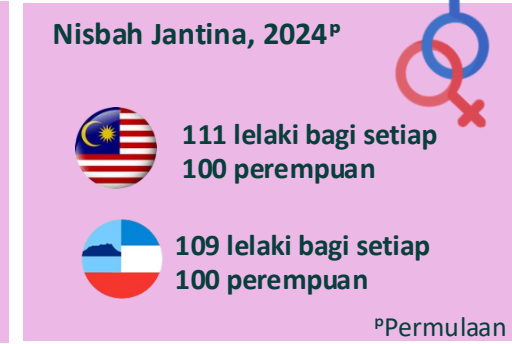 Nisbah Jantina, 2024ᵖ
111 lelaki bagi setiap
100 perempuan
109 lelaki bagi setiap
100 perempuan
ᵖPermulaan